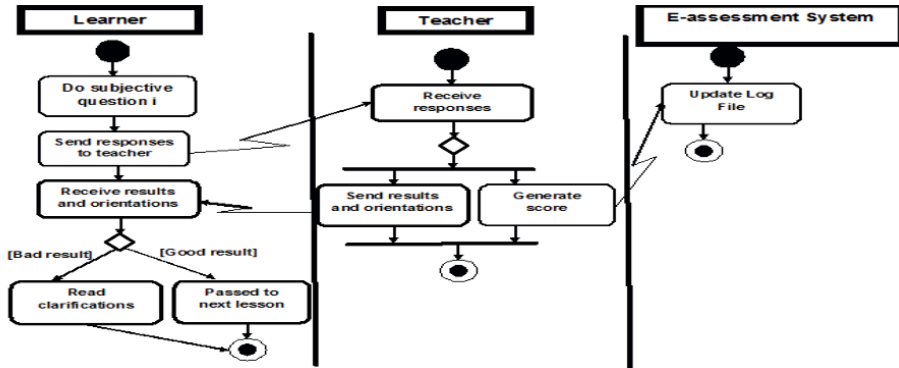 Learner
Teacher
E-assessment System
Do subjective
question i
Send responses
to teacher
Receive results
and orientations
[Bad result]
[Good result]
Read
clarifications
Passed to
next lesson
Receive
responses
Send results
and orientations
Generate
score
Update Log
File